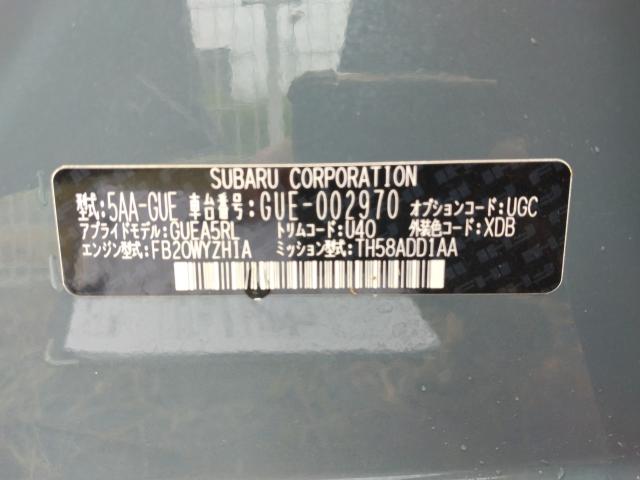 SUBARU CORPORATION
型式:5AA-GUE 車台番号:GUE-002970 オプションコード:UGC
アプライドモデル:GUEA5RL トリムコード:U40 外装色コード:XDB
エンジン型式:FB20WYZH1A ミッション型式:TH58ADD1AA